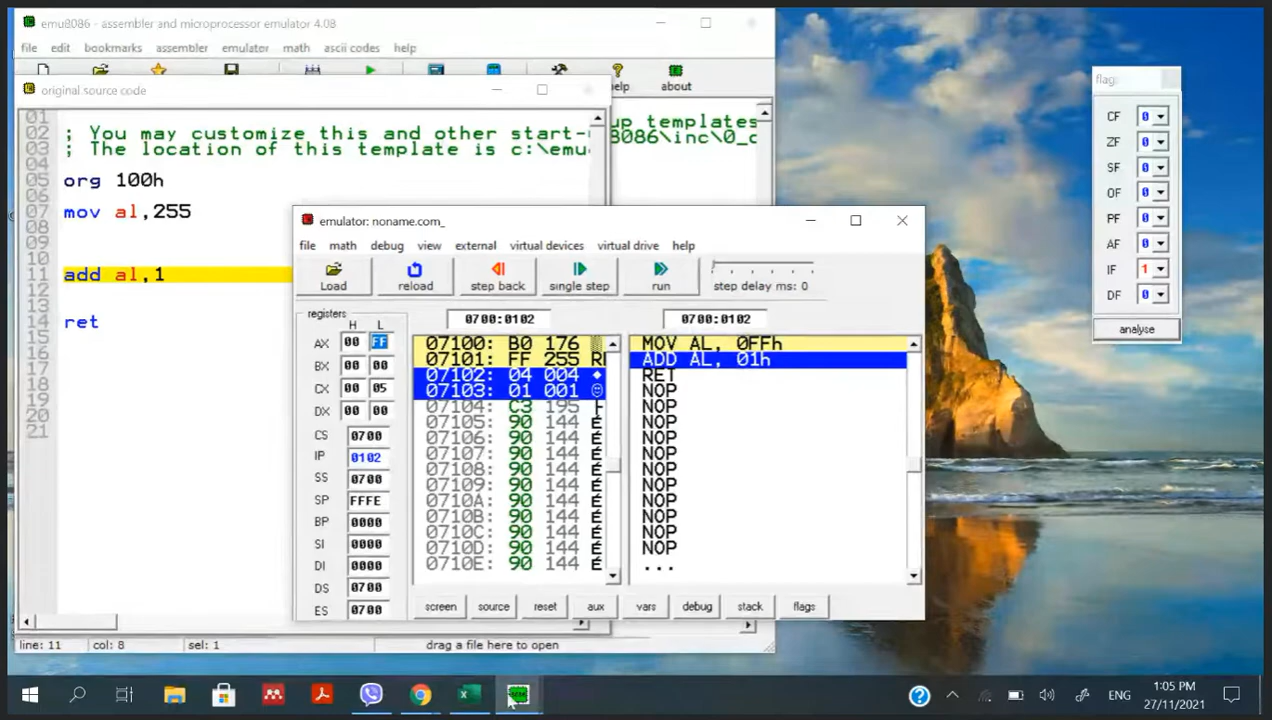 emu8086 - assembler and microprocessor emulator 4.08
file edit bookmarks assembler emulator math ascii codes help
about
original source code
01
02 ; You may customize this and other start-up templates
03 ; The location of this template is c:\emu8086\inc\0_c
04
05 org 100h
06
07 mov al,255
08
09
10
11 add al,1
12
13
14 ret
15
16
17
18
19
20
21
line: 11 col: 8 sel: 1 drag a file here to open
emulator: noname.com_
file math debug view external virtual devices virtual drive help
Load reload step back single step run step delay ms: 0
registers 0700:0102 0700:0102
H L
AX 00 FF
BX 00 00
CX 00 05
DX 00 00
CS 0700
IP 0102
SS 0700
SP FFFE
BP 0000
SI 0000
DI 0000
DS 0700
ES 0700
07100: B0 176 ▒
07101: FF 255
07102: 04 004 ♦
07103: 01 001 ☺
07104: C3 195 ├
07105: 90 144 É
07106: 90 144 É
07107: 90 144 É
07108: 90 144 É
07109: 90 144 É
0710A: 90 144 É
0710B: 90 144 É
0710C: 90 144 É
0710D: 90 144 É
0710E: 90 144 É
MOV AL, 0FFh
ADD AL, 01h
RET
NOP
NOP
NOP
NOP
NOP
NOP
NOP
NOP
NOP
NOP
NOP
...
screen source reset aux vars debug stack flags
flag
CF 0
ZF 0
SF 0
OF 0
PF 0
AF 0
IF 1
DF 0
analyse
ENG
1:05 PM
27/11/2021